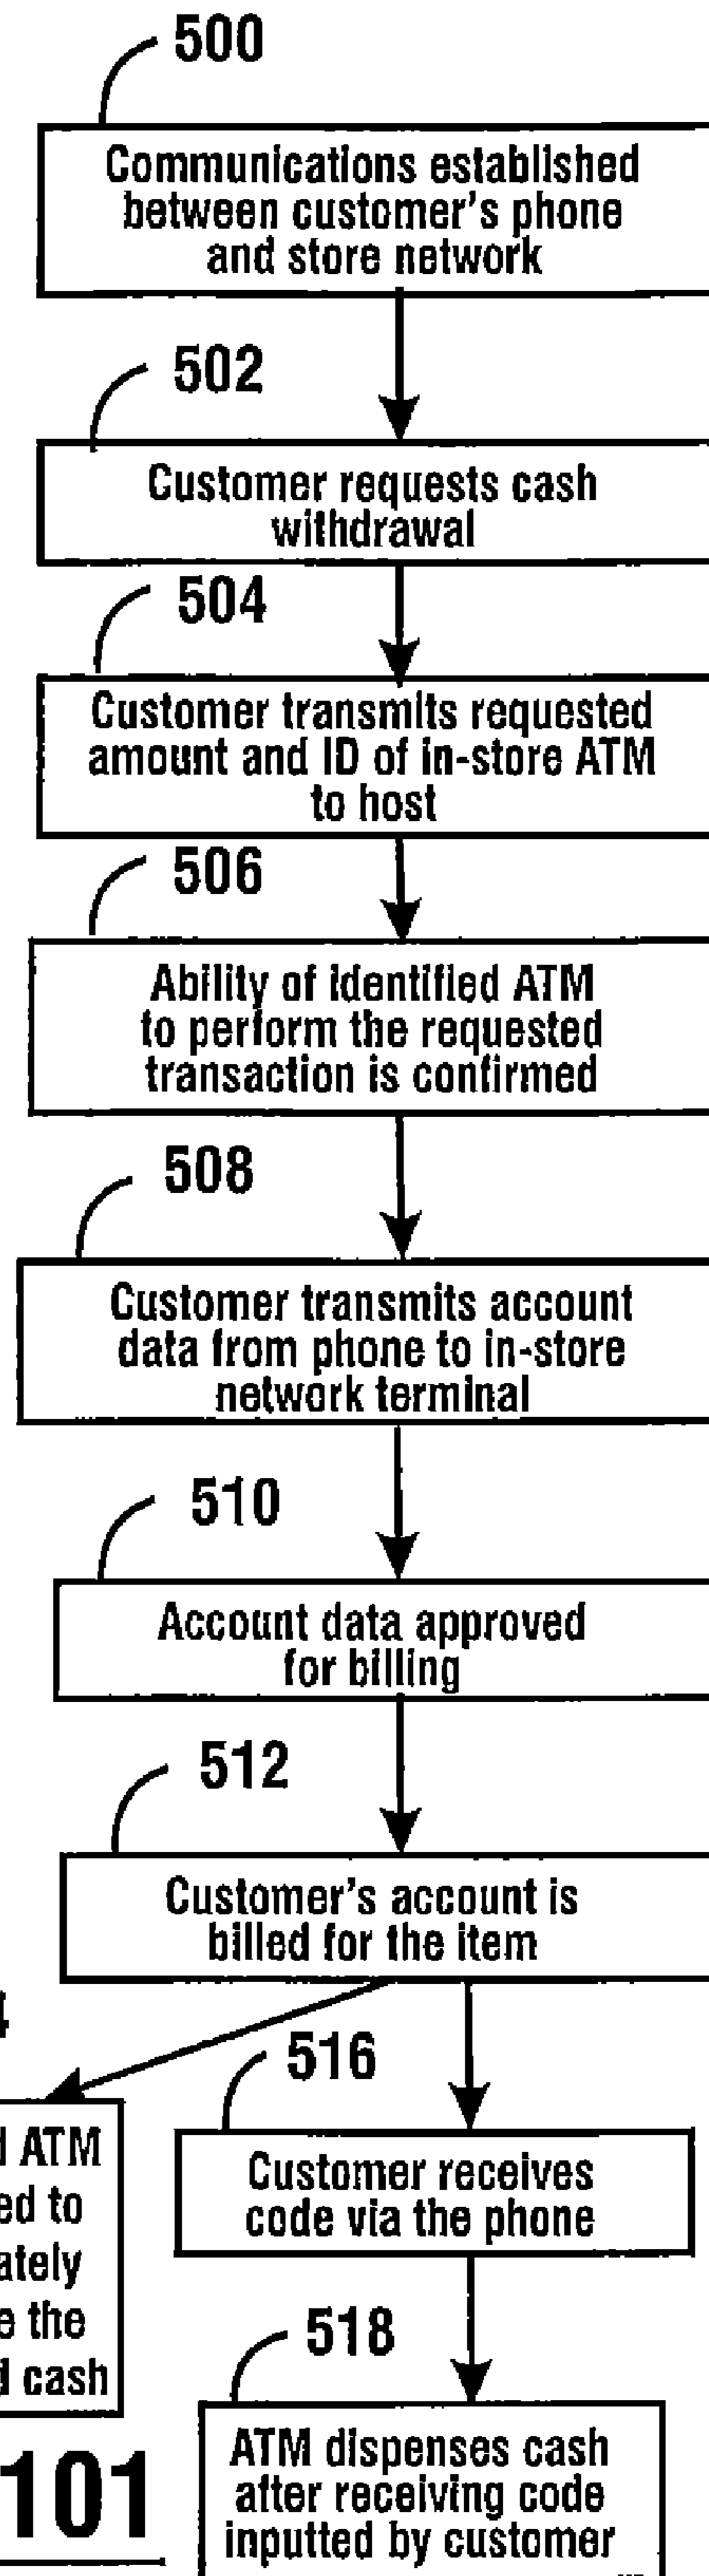 500
Communications established
between customer's phone
and store network
502
Customer requests cash
withdrawal
504
Customer transmits requested
amount and ID of in-store ATM
to host
506
Ability of identified ATM
to perform the requested
transaction is confirmed
508
Customer transmits account
data from phone to in-store
network terminal
510
Account data approved
for billing
512
Customer's account is
billed for the item
516
Customer receives
code via the phone
ATM
to
the
cash
518
ATM dispenses cash
after receiving code
inputted by customer
101